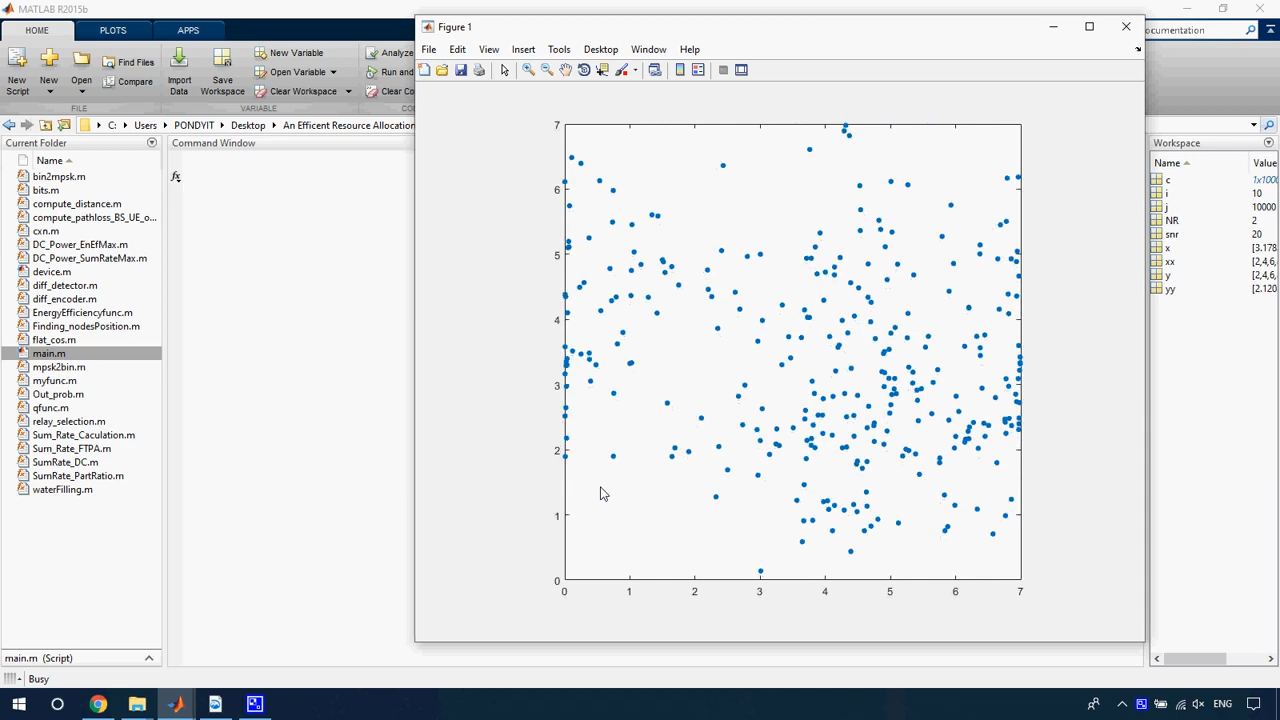 MATLAB R2015b
HOME
PLOTS
APPS
New Script
New
Open
Find Files
Compare
Import Data
Save Workspace
New Variable
Open Variable
Clear Workspace
Analyze
Run and
Clear Co
FILE
VARIABLE
CO
ocumentation
C:
Users
PONDYIT
Desktop
An Efficent Resource Allocation
Current Folder
Name
bin2mpsk.m
bits.m
compute_distance.m
compute_pathloss_BS_UE_o...
cxn.m
DC_Power_EnEfMax.m
DC_Power_SumRateMax.m
device.m
diff_detector.m
diff_encoder.m
EnergyEfficiencyfunc.m
Finding_nodesPosition.m
flat_cos.m
main.m
mpsk2bin.m
myfunc.m
Out_prob.m
qfunc.m
relay_selection.m
Sum_Rate_Caculation.m
Sum_Rate_FTPA.m
SumRate_DC.m
SumRate_PartRatio.m
waterFilling.m
main.m (Script)
Busy
Command Window
fx
Figure 1
File Edit View Insert Tools Desktop Window Help
7
6
5
4
3
2
1
0
0 1 2 3 4 5 6 7
Workspace
Name Value
c 1x1000
i 10
j 10000
NR 2
snr 20
x [3.178
xx [2,4,6,
y [2,4,6,
yy [2.120
ENG